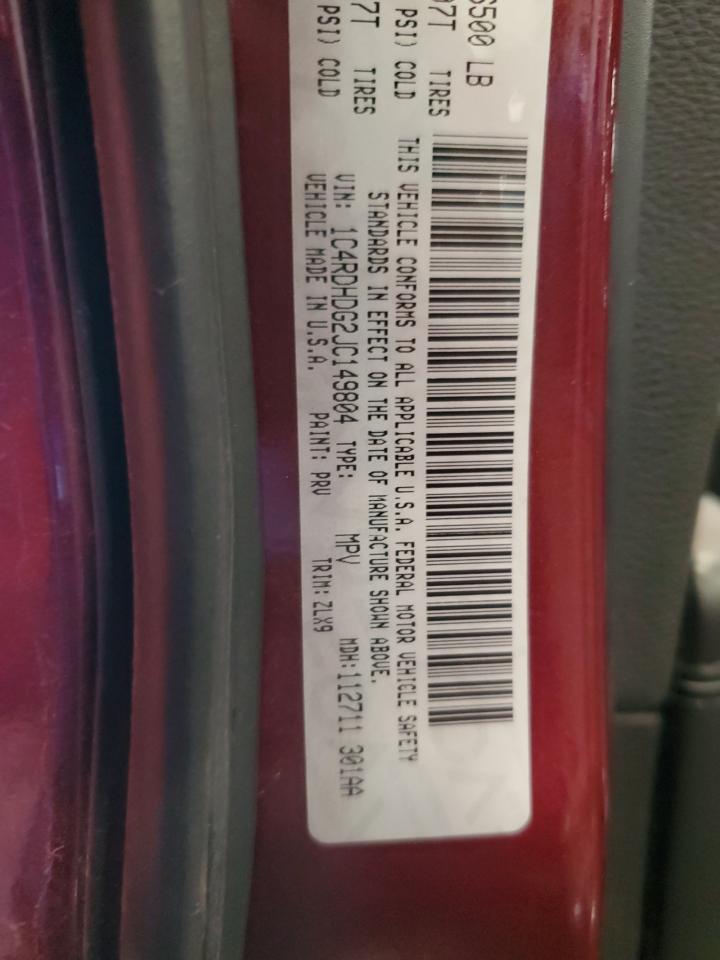 6500 LB
97T TIRES
PSI) COLD
7T TIRES
PSI) COLD
THIS VEHICLE CONFORMS TO ALL APPLICABLE U.S.A. FEDERAL MOTOR VEHICLE SAFETY
STANDARDS IN EFFECT ON THE DATE OF MANUFACTURE SHOWN ABOVE.
VIN: 1C4RDHDG2JC149804 TYPE: MPV MDH:112711 301AA
VEHICLE MADE IN U.S.A. PAINT: PRV TRIM: ZLX9